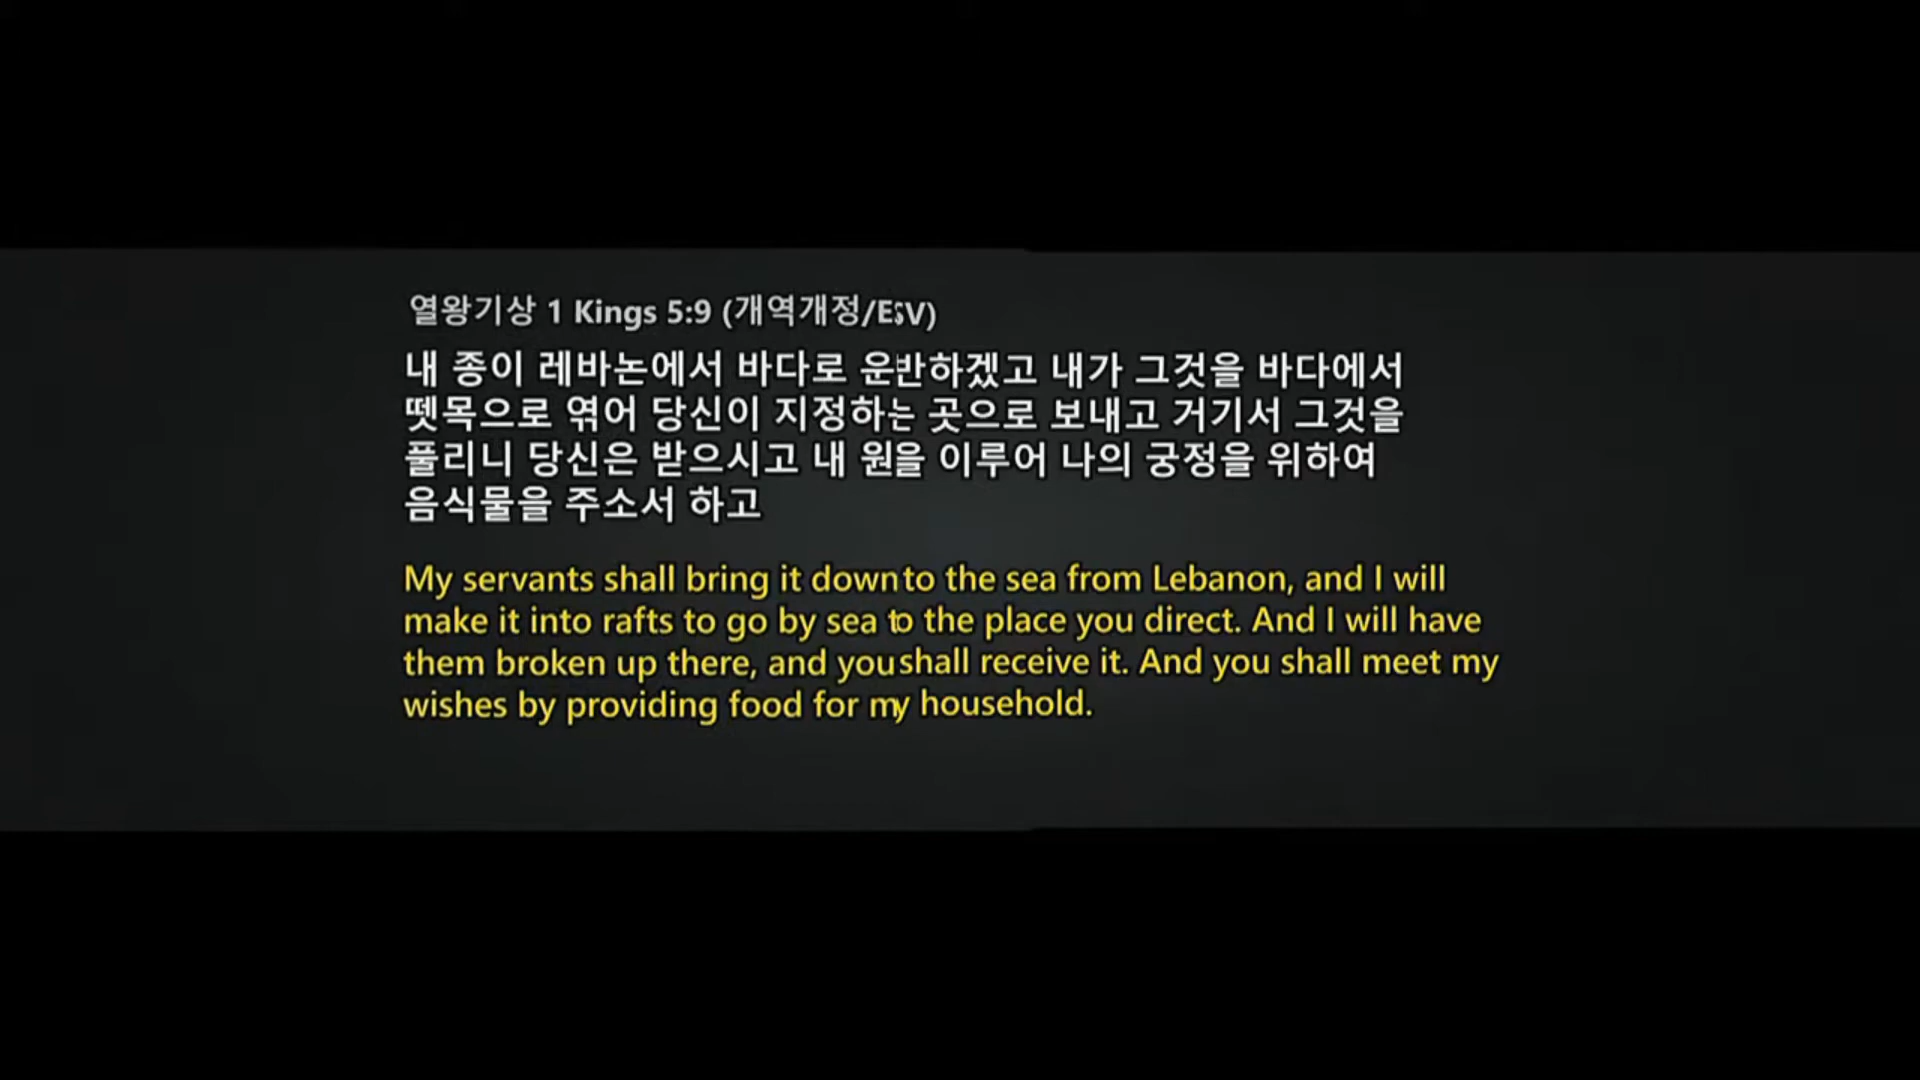 열왕기상 1 Kings 5:9 (개역개정/ESV)
내 종이 레바논에서 바다로 운반하겠고 내가 그것을 바다에서
뗏목으로 엮어 당신이 지정하는 곳으로 보내고 거기서 그것을
풀리니 당신은 받으시고 내 원을 이루어 나의 궁정을 위하여
음식물을 주소서 하고
My servants shall bring it down to the sea from Lebanon, and I will
make it into rafts to go by sea to the place you direct. And I will have
them broken up there, and you shall receive it. And you shall meet my
wishes by providing food for my household.